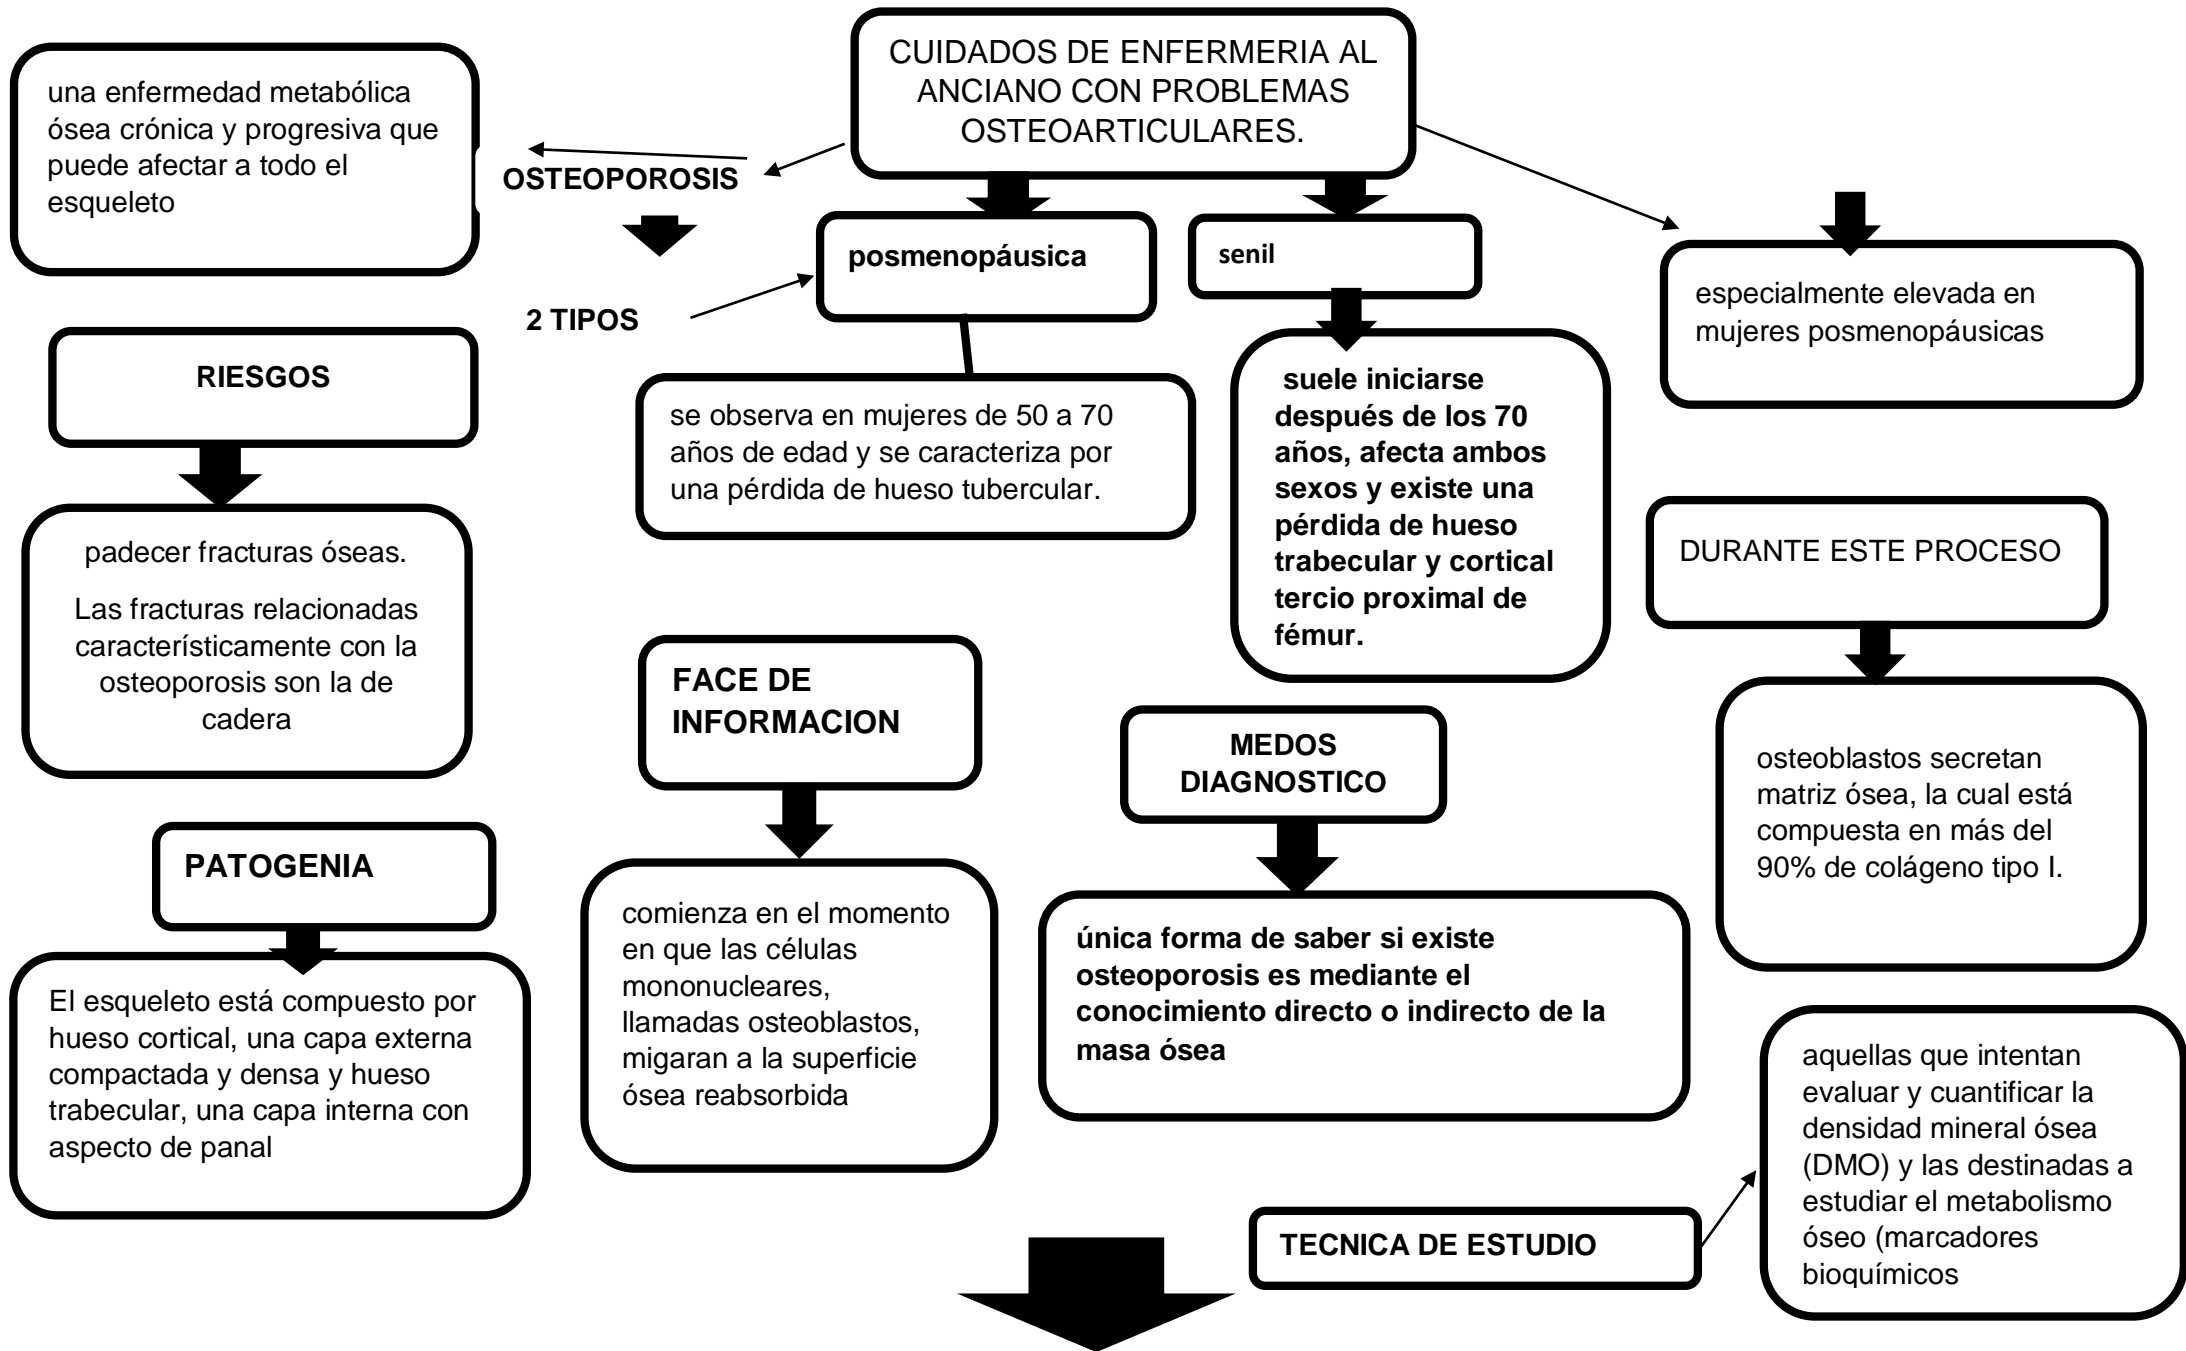 CUIDADOS DE ENFERMERIA AL
ANCIANO CON PROBLEMAS
OSTEOARTICULARES.
una enfermedad metabólica
ósea crónica y progresiva que
puede afectar a todo el
esqueleto
OSTEOPOROSIS
2 TIPOS
posmenopáusica
senil
especialmente elevada en
mujeres posmenopáusicas
se observa en mujeres de 50 a 70
años de edad y se caracteriza por
una pérdida de hueso tubercular.
suele iniciarse
después de los 70
años, afecta ambos
sexos y existe una
pérdida de hueso
trabecular y cortical
tercio proximal de
fémur.
RIESGOS
padecer fracturas óseas.
Las fracturas relacionadas
característicamente con la
osteoporosis son la de
cadera
DURANTE ESTE PROCESO
osteoblastos secretan
matriz ósea, la cual está
compuesta en más del
90% de colágeno tipo I.
FACE DE
INFORMACION
comienza en el momento
en que las células
mononucleares,
llamadas osteoblastos,
migaran a la superficie
ósea reabsorbida
MEDOS
DIAGNOSTICO
única forma de saber si existe
osteoporosis es mediante el
conocimiento directo o indirecto de la
masa ósea
PATOGENIA
El esqueleto está compuesto por
hueso cortical, una capa externa
compactada y densa y hueso
trabecular, una capa interna con
aspecto de panal
TECNICA DE ESTUDIO
aquellas que intentan
evaluar y cuantificar la
densidad mineral ósea
(DMO) y las destinadas a
estudiar el metabolismo
óseo (marcadores
bioquímicos